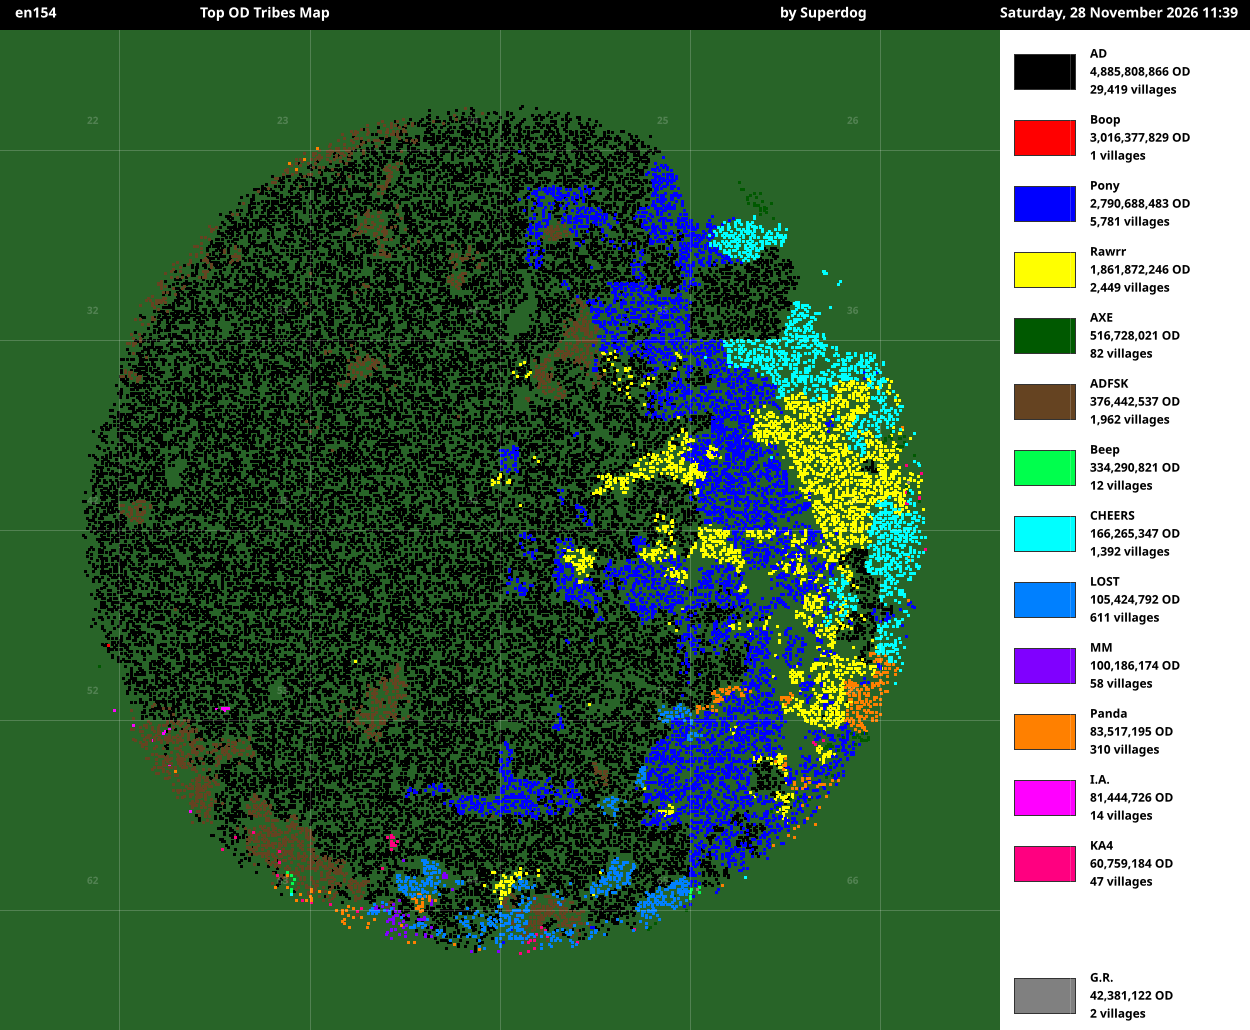 en154
Top OD Tribes Map
by Superdog
Saturday, 28 November 2026 11:39
22
23
25
26
32
36
52
62
66
AD
4,885,808,866 OD
29,419 villages
Boop
3,016,377,829 OD
1 villages
Pony
2,790,688,483 OD
5,781 villages
Rawrr
1,861,872,246 OD
2,449 villages
AXE
516,728,021 OD
82 villages
ADFSK
376,442,537 OD
1,962 villages
Beep
334,290,821 OD
12 villages
CHEERS
166,265,347 OD
1,392 villages
LOST
105,424,792 OD
611 villages
MM
100,186,174 OD
58 villages
Panda
83,517,195 OD
310 villages
I.A.
81,444,726 OD
14 villages
KA4
60,759,184 OD
47 villages
G.R.
42,381,122 OD
2 villages